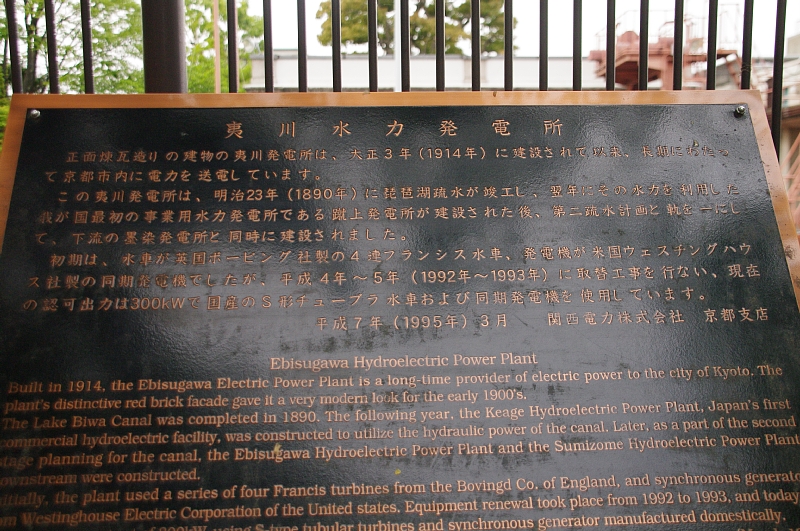 夷川水力発電所
正面煉瓦造りの建物の夷川発電所は、大正3年(1914年)に建設されて以来、長期にわたっ
て京都市内に電力を送電しています。
この夷川発電所は、明治23年(1890年)に琵琶湖疏水が竣工し、翌年にその水力を利用した
我が国最初の事業用水力発電所である蹴上発電所が建設された後、第二疏水計画と軌を一にし
て、下流の墨染発電所と同時に建設されました。
初期は、水車が英国ボービング社製の4連フランシス水車、発電機が米国ウェスチングハウ
ス社製の同期発電機でしたが、平成4年〜5年(1992年〜1993年)に取替工事を行ない、現在
の認可出力は300kWで国産のS形チューブラ水車および同期発電機を使用しています。
平成7年(1995年)3月 関西電力株式会社 京都支店
Ebisugawa Hydroelectric Power Plant
Built in 1914, the Ebisugawa Electric Power Plant is a long-time provider of electric power to the city of Kyoto. The
plant's distinctive red brick facade gave it a very modern look for the early 1900's.
The Lake Biwa Canal was completed in 1890. The following year, the Keage Hydroelectric Power Plant, Japan's first
commercial hydroelectric facility, was constructed to utilize the hydraulic power of the canal. Later, as a part of the second
stage planning for the canal, the Ebisugawa Hydroelectric Power Plant and the Sumizome Hydroelectric Power Plant
downstream were constructed.
Initially, the plant used a series of four Francis turbines from the Bovingd Co. of England, and synchronous generato
Westinghouse Electric Corporation of the United states. Equipment renewal took place from 1992 to 1993, and today
using S-type tubular turbines and synchronous generator manufactured domestically.